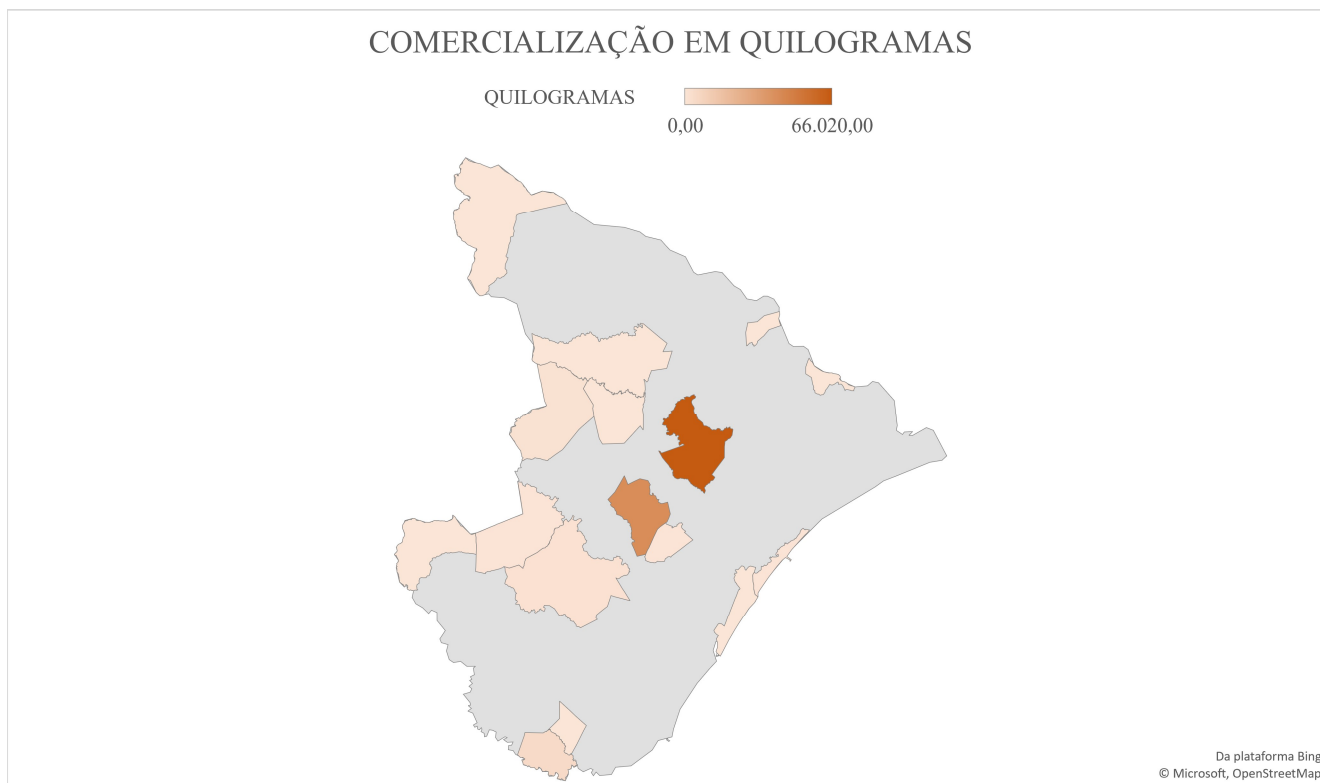 COMERCIALIZAÇÃO EM QUILOGRAMAS
QUILOGRAMAS
0,00 66.020,00
Da plataforma Bing
© Microsoft, OpenStreetMap